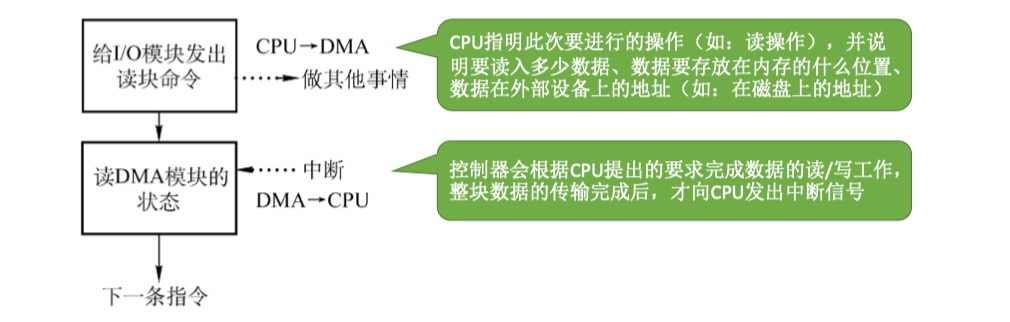 给I/O模块发出
读块命令
CPU→DMA
做其他事情
CPU指明此次要进行的操作（如：读操作），并说
明要读入多少数据、数据要存放在内存的什么位置、
数据在外部设备上的地址（如：在磁盘上的地址）
读DMA模块的
状态
中断
DMA→CPU
控制器会根据CPU提出的要求完成数据的读/写工作，
整块数据的传输完成后，才向CPU发出中断信号
下一条指令